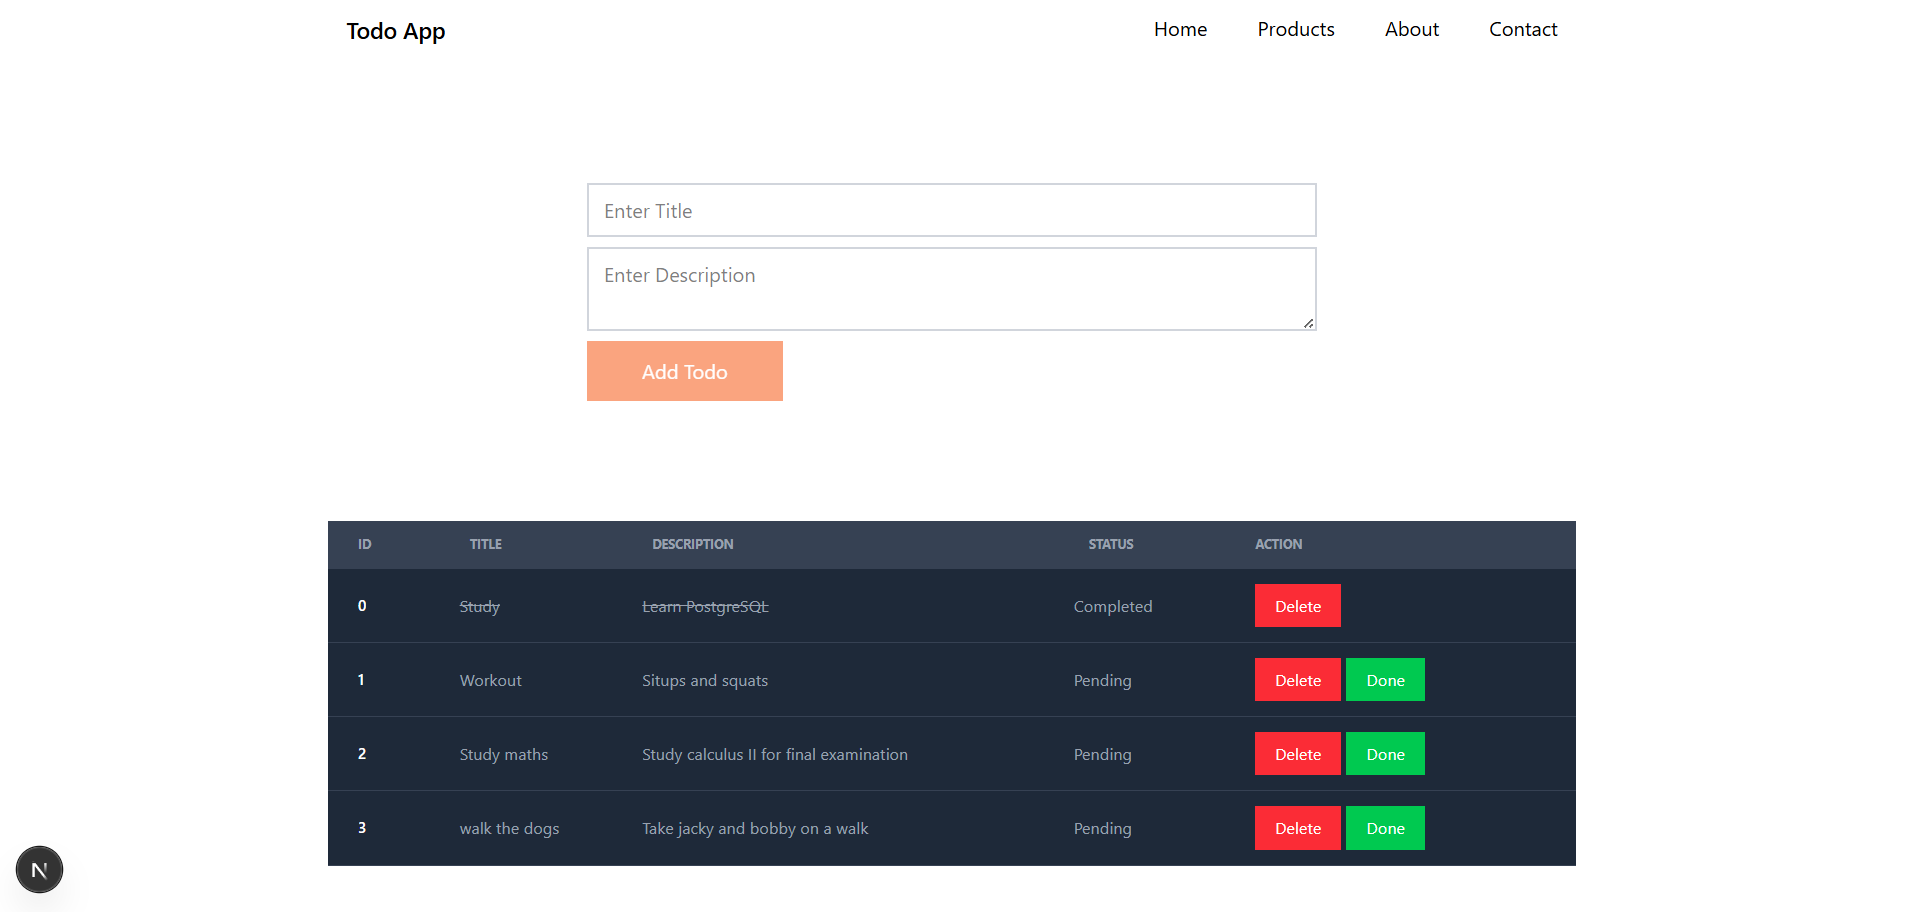 Todo App Home Products About Contact
Enter Title
Enter Description
Add Todo
ID TITLE DESCRIPTION STATUS ACTION
0 Study Learn PostgreSQL Completed Delete
1 Workout Situps and squats Pending Delete Done
2 Study maths Study calculus II for final examination Pending Delete Done
3 walk the dogs Take jacky and bobby on a walk Pending Delete Done
N